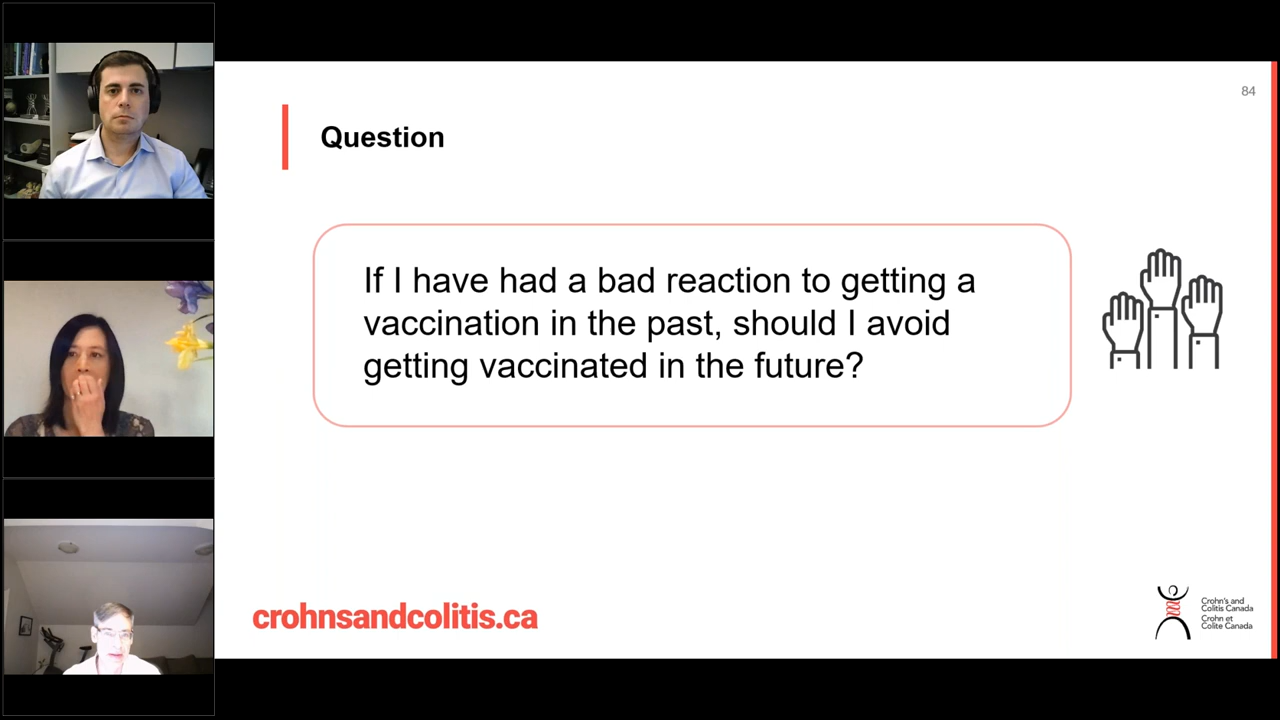 84
Question
If I have had a bad reaction to getting a
vaccination in the past, should I avoid
getting vaccinated in the future?
crohnsandcolitis.ca
Crohn's and
Colitis Canada
Crohn et
Colite Canada